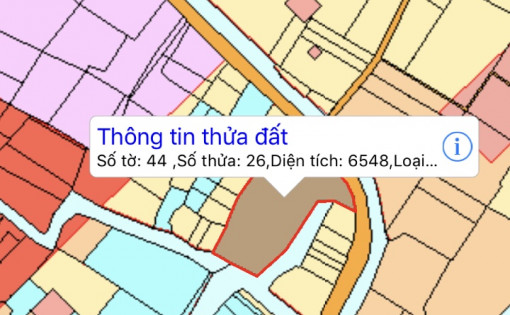 Thông tin thửa đất
Số tờ: 44 ,Số thửa: 26,Diện tích: 6548,Loại...